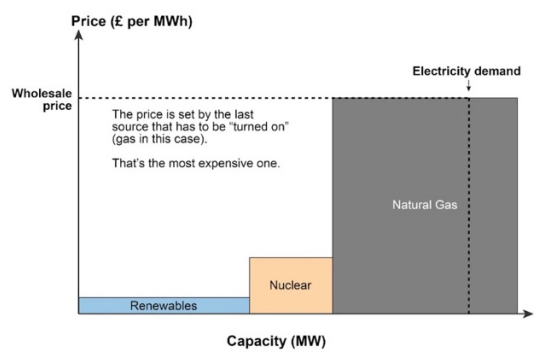 Price (£ per MWh)
Electricity demand
Wholesale
price
The price is set by the last
source that has to be “turned on”
(gas in this case).
That’s the most expensive one.
Natural Gas
Nuclear
Renewables
Capacity (MW)